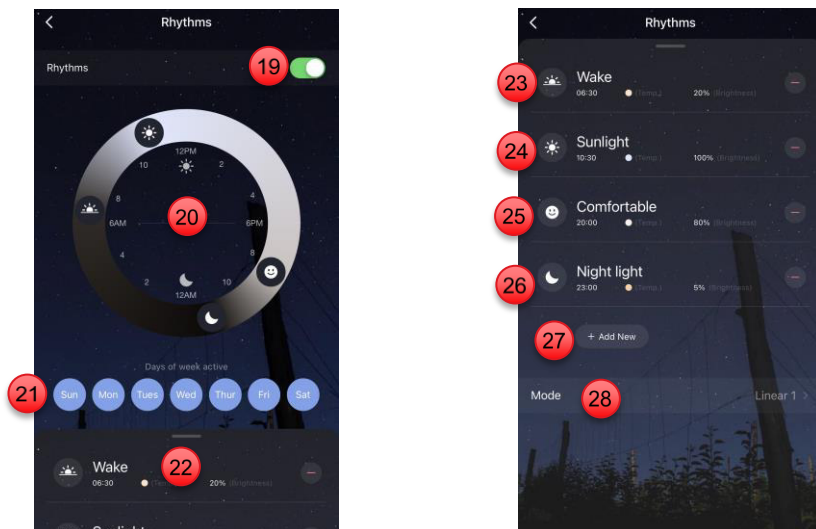 Rhythms
Rhythms
19
12PM
10
2
8
4
20
6AM
6PM
4
8
2
10
12AM
Days of week active
21
Sun Mon Tues Wed Thur Fri Sat
Wake
22
06:30 20% (Brightness)
Rhythms
23
Wake
06:30 (Temp.) 20% (Brightness)
24
Sunlight
10:30 (Temp.) 100% (Brightness)
25
Comfortable
20:00 (Temp.) 80% (Brightness)
26
Night light
23:00 (Temp.) 5% (Brightness)
27
+ Add New
Mode
28
Linear 1 >